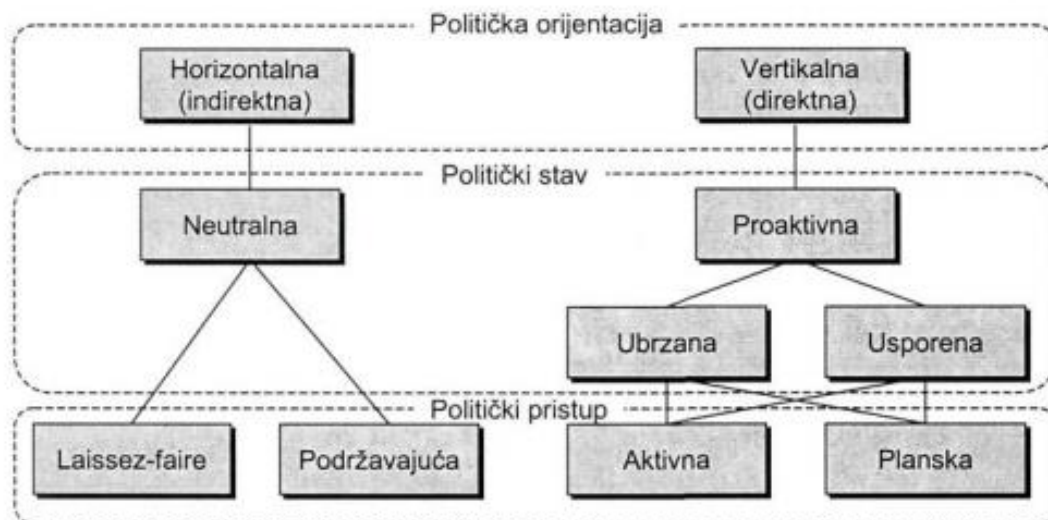 Politička orijentacija
Horizontalna
(indirektna)
Vertikalna
(direktna)
Politički stav
Neutralna
Proaktivna
Ubrzana
Usporena
Politički pristup
Laissez-faire
Podržavajuća
Aktivna
Planska